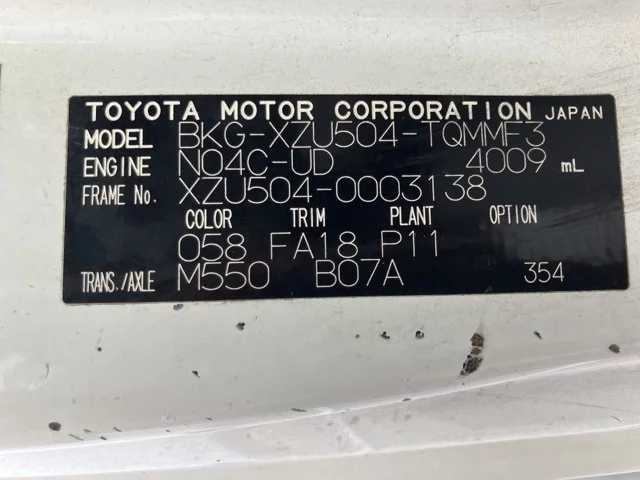 TOYOTA MOTOR CORPORATION JAPAN
MODEL BKG-XZU504-TQMMF3
ENGINE N04C-UD 4009 mL
FRAME No. XZU504-0003138
COLOR TRIM PLANT OPTION
058 FA18 P11
TRANS./AXLE M550 B07A 354